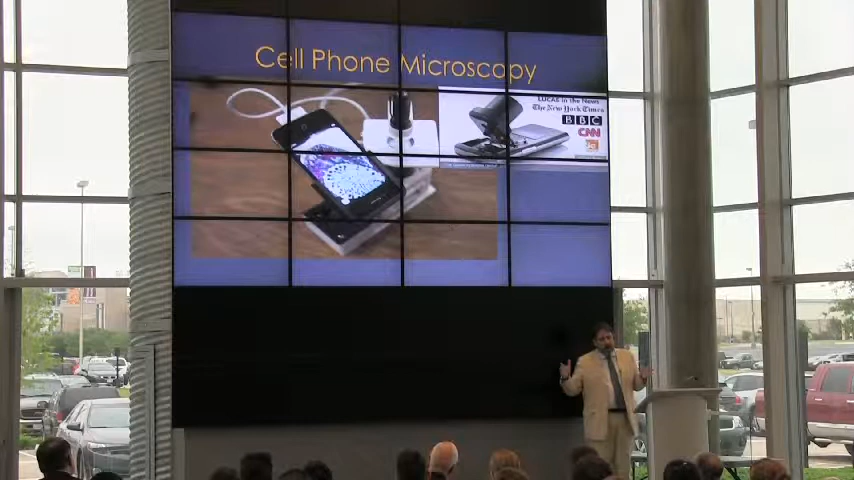 Cell Phone Microscopy
LUCAS in the News
The New York Times
BBC
CNN